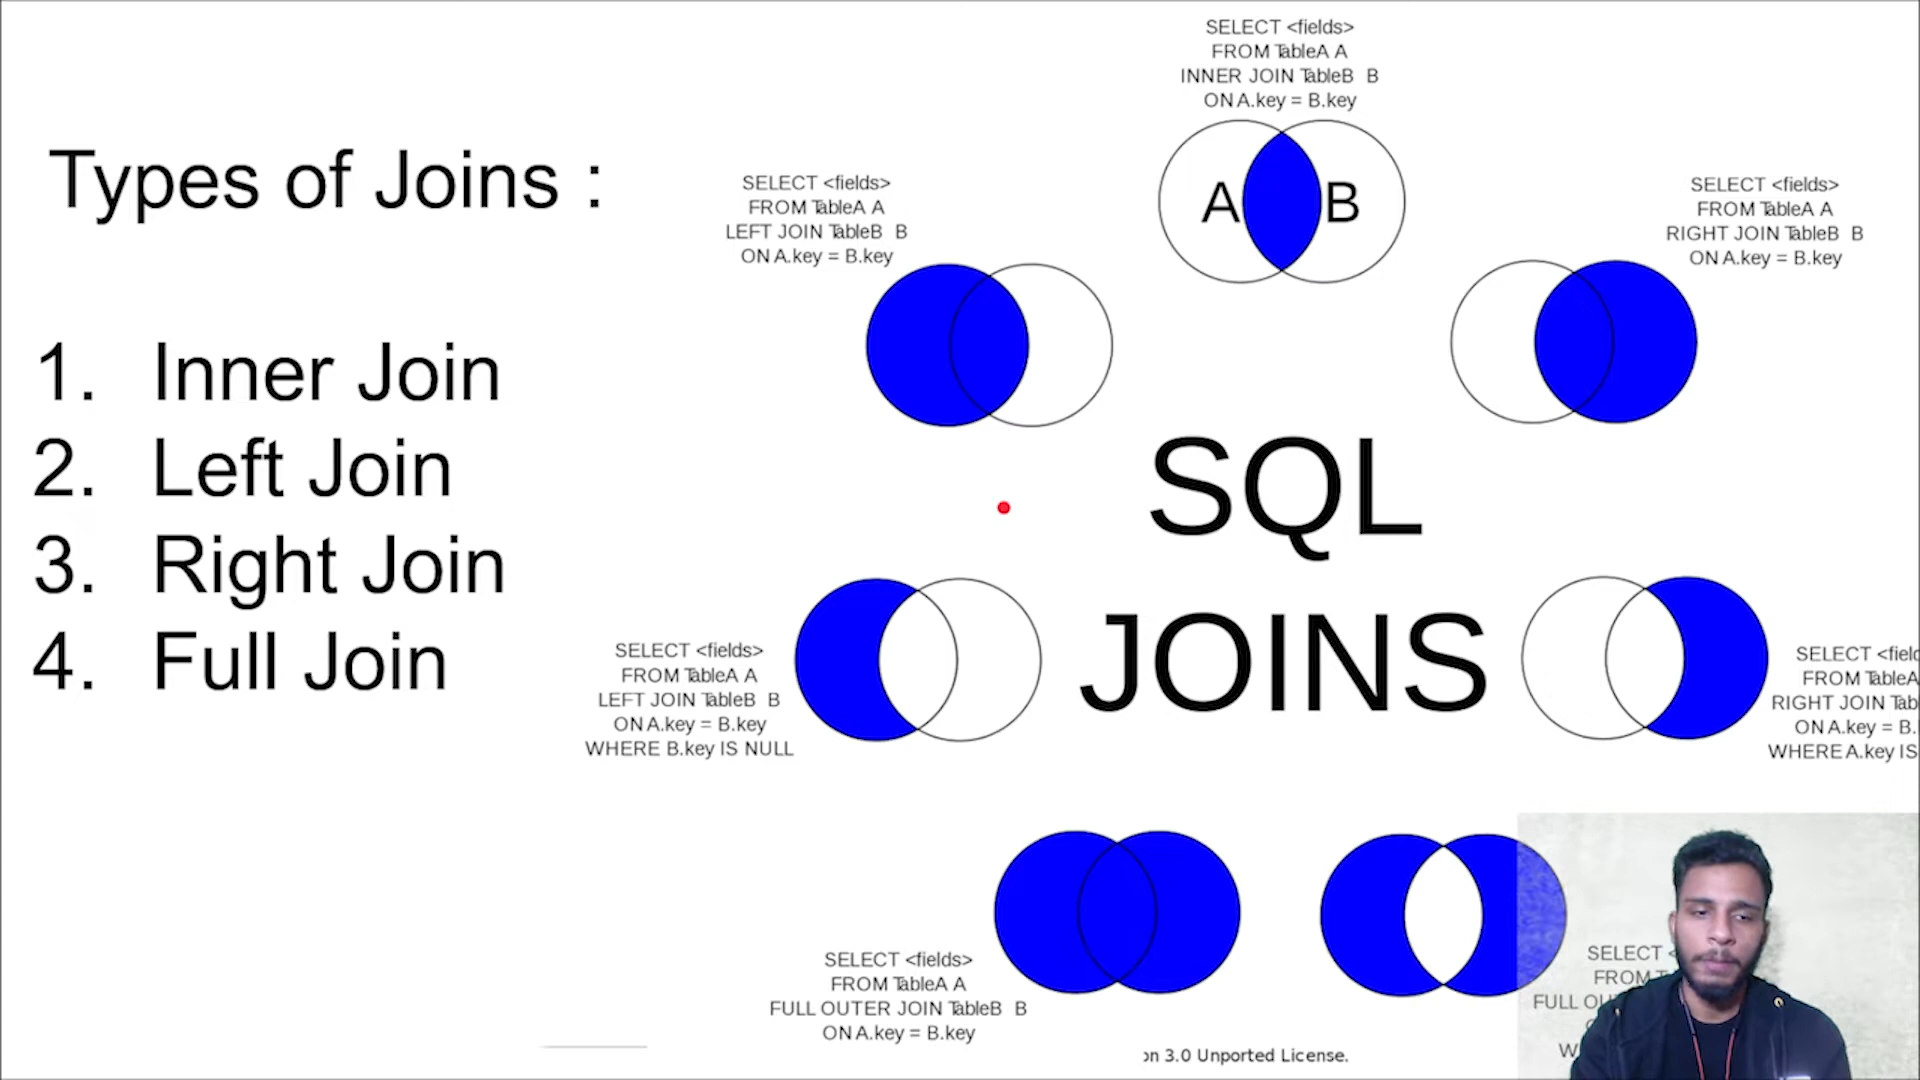 Types of Joins :
1. Inner Join
2. Left Join
3. Right Join
4. Full Join
SELECT <fields>
FROM TableA A
INNER JOIN TableB B
ON A.key = B.key
A B
SELECT <fields>
FROM TableA A
LEFT JOIN TableB B
ON A.key = B.key
SELECT <fields>
FROM TableA A
RIGHT JOIN TableB B
ON A.key = B.key
SQL
JOINS
SELECT <fields>
FROM TableA A
LEFT JOIN TableB B
ON A.key = B.key
WHERE B.key IS NULL
SELECT
FROM TableA
RIGHT JOIN
ON A.key =
WHERE A.key IS
SELECT <fields>
FROM TableA A
FULL OUTER JOIN TableB B
ON A.key = B.key
SELECT
FROM
FULL
3.0 Unported License.